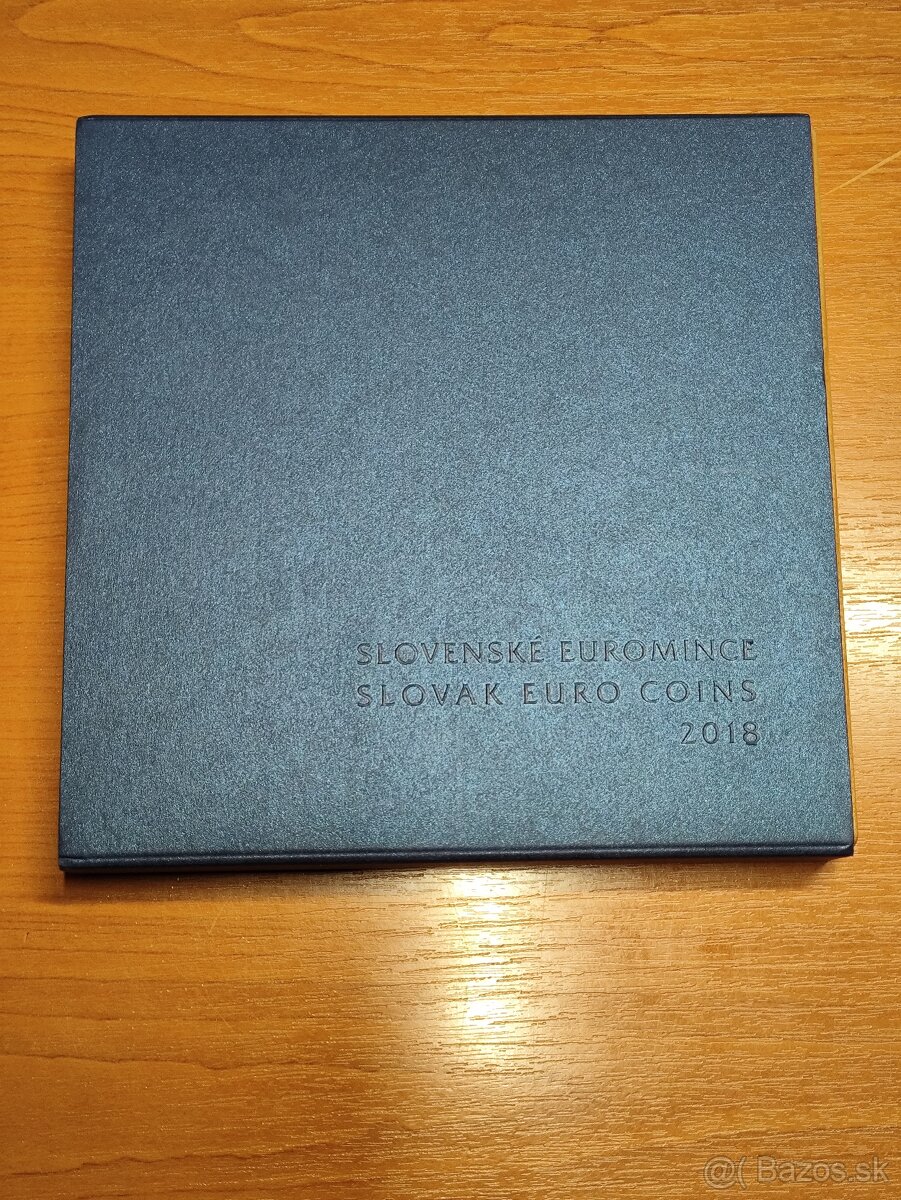 SLOVENSKÉ EUROMINCE
SLOVAK EURO COINS
2018
@( Bazos.sk